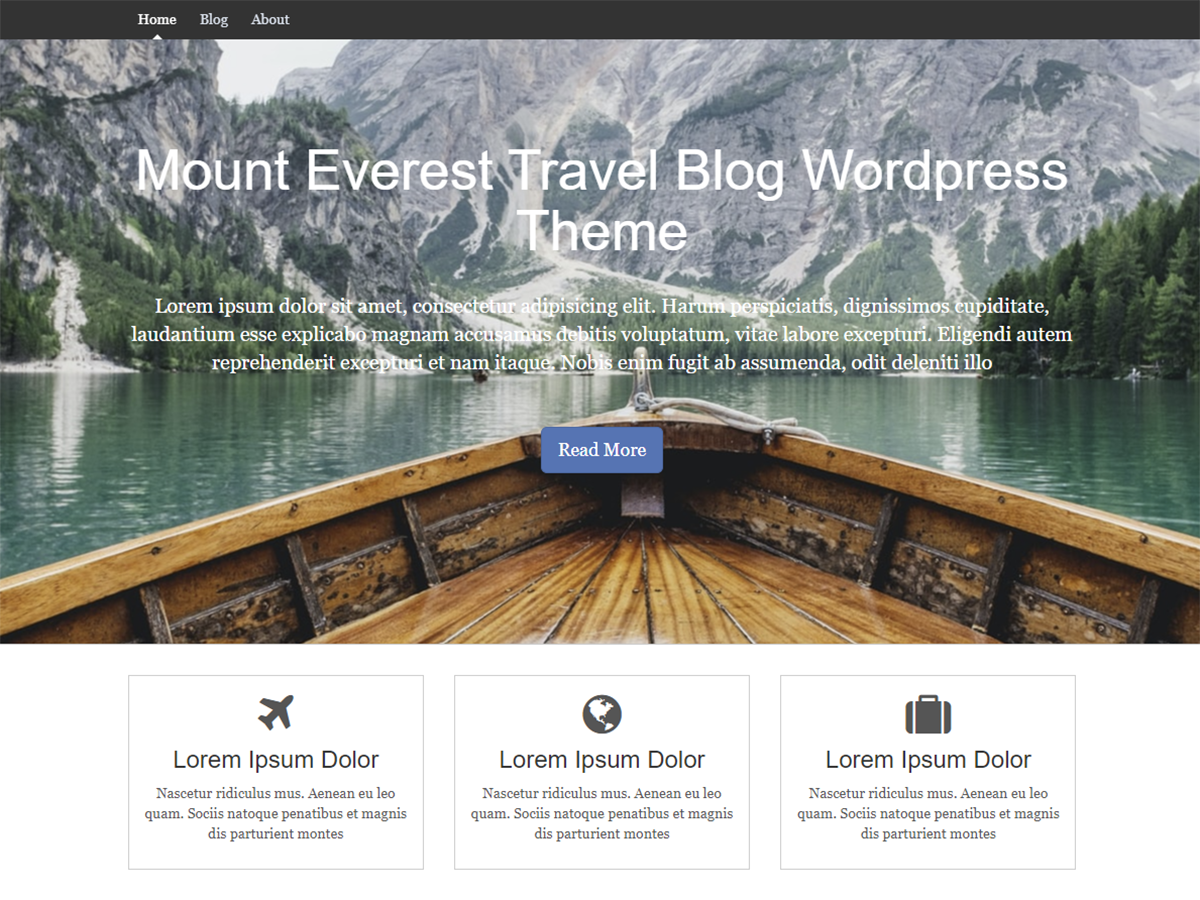 Home Blog About
Mount Everest Travel Blog Wordpress
Theme
Lorem ipsum dolor sit amet, consectetur adipisicing elit. Harum perspiciatis, dignissimos cupiditate,
laudantium esse explicabo magnam accusamus debitis voluptatum, vitae labore excepturi. Eligendi autem
reprehenderit excepturi et nam itaque. Nobis enim fugit ab assumenda, odit deleniti illo
Read More
Lorem Ipsum Dolor
Nascetur ridiculus mus. Aenean eu leo
quam. Sociis natoque penatibus et magnis
dis parturient montes
Lorem Ipsum Dolor
Nascetur ridiculus mus. Aenean eu leo
quam. Sociis natoque penatibus et magnis
dis parturient montes
Lorem Ipsum Dolor
Nascetur ridiculus mus. Aenean eu leo
quam. Sociis natoque penatibus et magnis
dis parturient montes